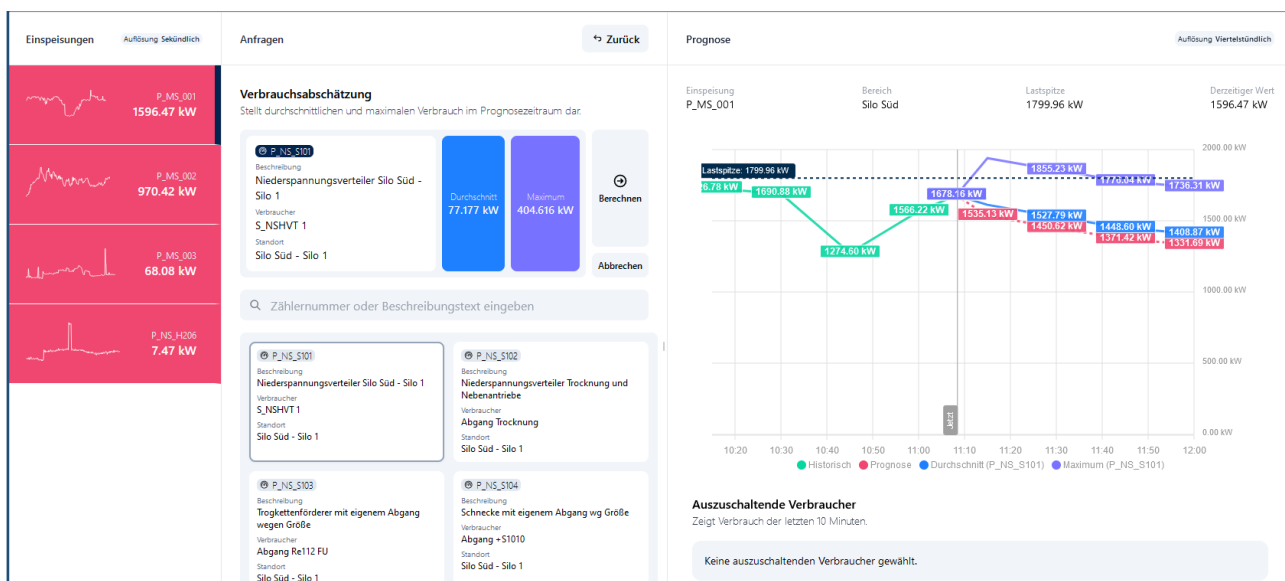 Einspeisungen
Auflösung Sekündlich
P_MS_001
1596.47 kW
P_MS_002
970.42 kW
P_MS_003
68.08 kW
P_NS_H206
7.47 kW
Anfragen
Zurück
Verbrauchsabschätzung
Stellt durchschnittlichen und maximalen Verbrauch im Prognosezeitraum dar.
P_NS_S101
Beschreibung
Niederspannungsverteiler Silo Süd -
Silo 1
Verbraucher
S_NSHVT 1
Standort
Silo Süd - Silo 1
Durchschnitt
77.177 kW
Maximum
404.616 kW
Berechnen
Abbrechen
Zählernummer oder Beschreibungstext eingeben
P_NS_S101
Beschreibung
Niederspannungsverteiler Silo Süd - Silo 1
Verbraucher
S_NSHVT 1
Standort
Silo Süd - Silo 1
P_NS_S102
Beschreibung
Niederspannungsverteiler Trocknung und
Nebenantriebe
Verbraucher
Abgang Trocknung
Standort
Silo Süd - Silo 1
P_NS_S103
Beschreibung
Trogkettenförderer mit eigenem Abgang
wegen Größe
Verbraucher
Abgang Re112 FU
Standort
Silo Süd - Silo 1
P_NS_S104
Beschreibung
Schnecke mit eigenem Abgang wg Größe
Verbraucher
Abgang +S1010
Standort
Silo Süd - Silo 1
Prognose
Auflösung Viertelstündlich
Einspeisung
P_MS_001
Bereich
Silo Süd
Lastspitze
1799.96 kW
Derzeitiger Wert
1596.47 kW
2000.00 kW
1500.00 kW
1000.00 kW
500.00 kW
0.00 kW
Lastspitze: 1799.96 kW
6.78 kW
1690.88 kW
1274.60 kW
1566.22 kW
1678.16 kW
1535.13 kW
1855.23 kW
1527.79 kW
1450.62 kW
1776.04 kW
1448.60 kW
1371.42 kW
1736.31 kW
1408.87 kW
1331.69 kW
Jetzt
10:20 10:30 10:40 10:50 11:00 11:10 11:20 11:30 11:40 11:50 12:00
Historisch Prognose Durchschnitt (P_NS_S101) Maximum (P_NS_S101)
Auszuschaltende Verbraucher
Zeigt Verbrauch der letzten 10 Minuten.
Keine auszuschaltenden Verbraucher gewählt.